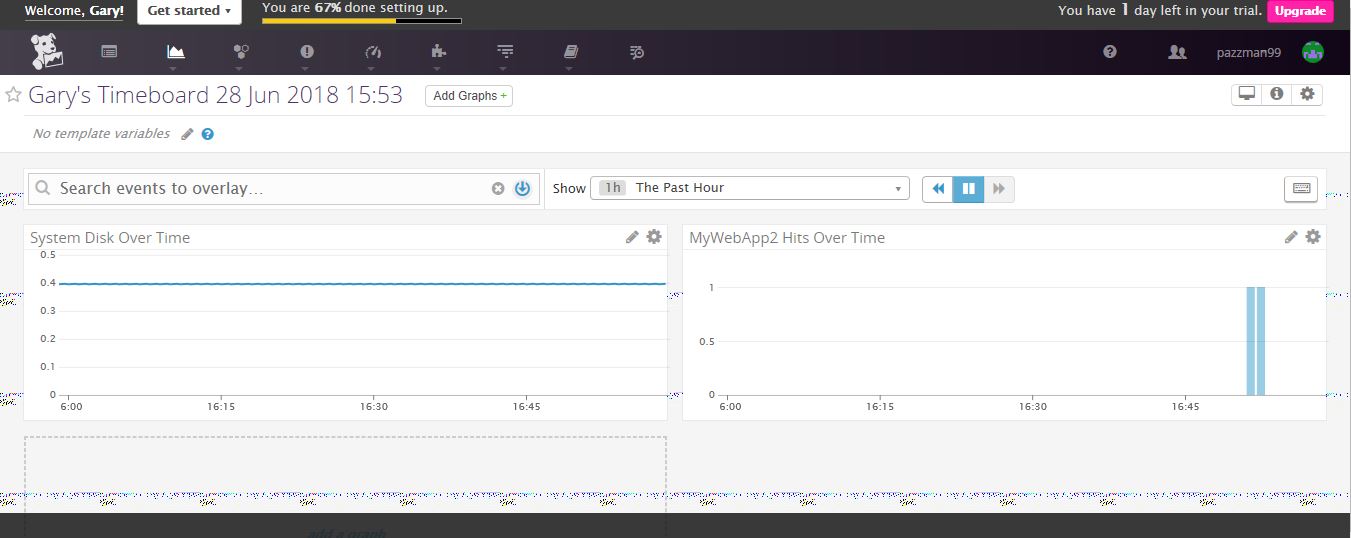 Welcome, Gary!
Get started
You are 67% done setting up.
You have 1 day left in your trial.
Upgrade
pazzman99
Gary's Timeboard 28 Jun 2018 15:53
Add Graphs +
No template variables
Search events to overlay...
Show
1h The Past Hour
System Disk Over Time
0.5
0.4
0.3
0.2
0.1
0
6:00 16:15 16:30 16:45
MyWebApp2 Hits Over Time
1
0.5
0
16:00 16:15 16:30 16:45
add a graph